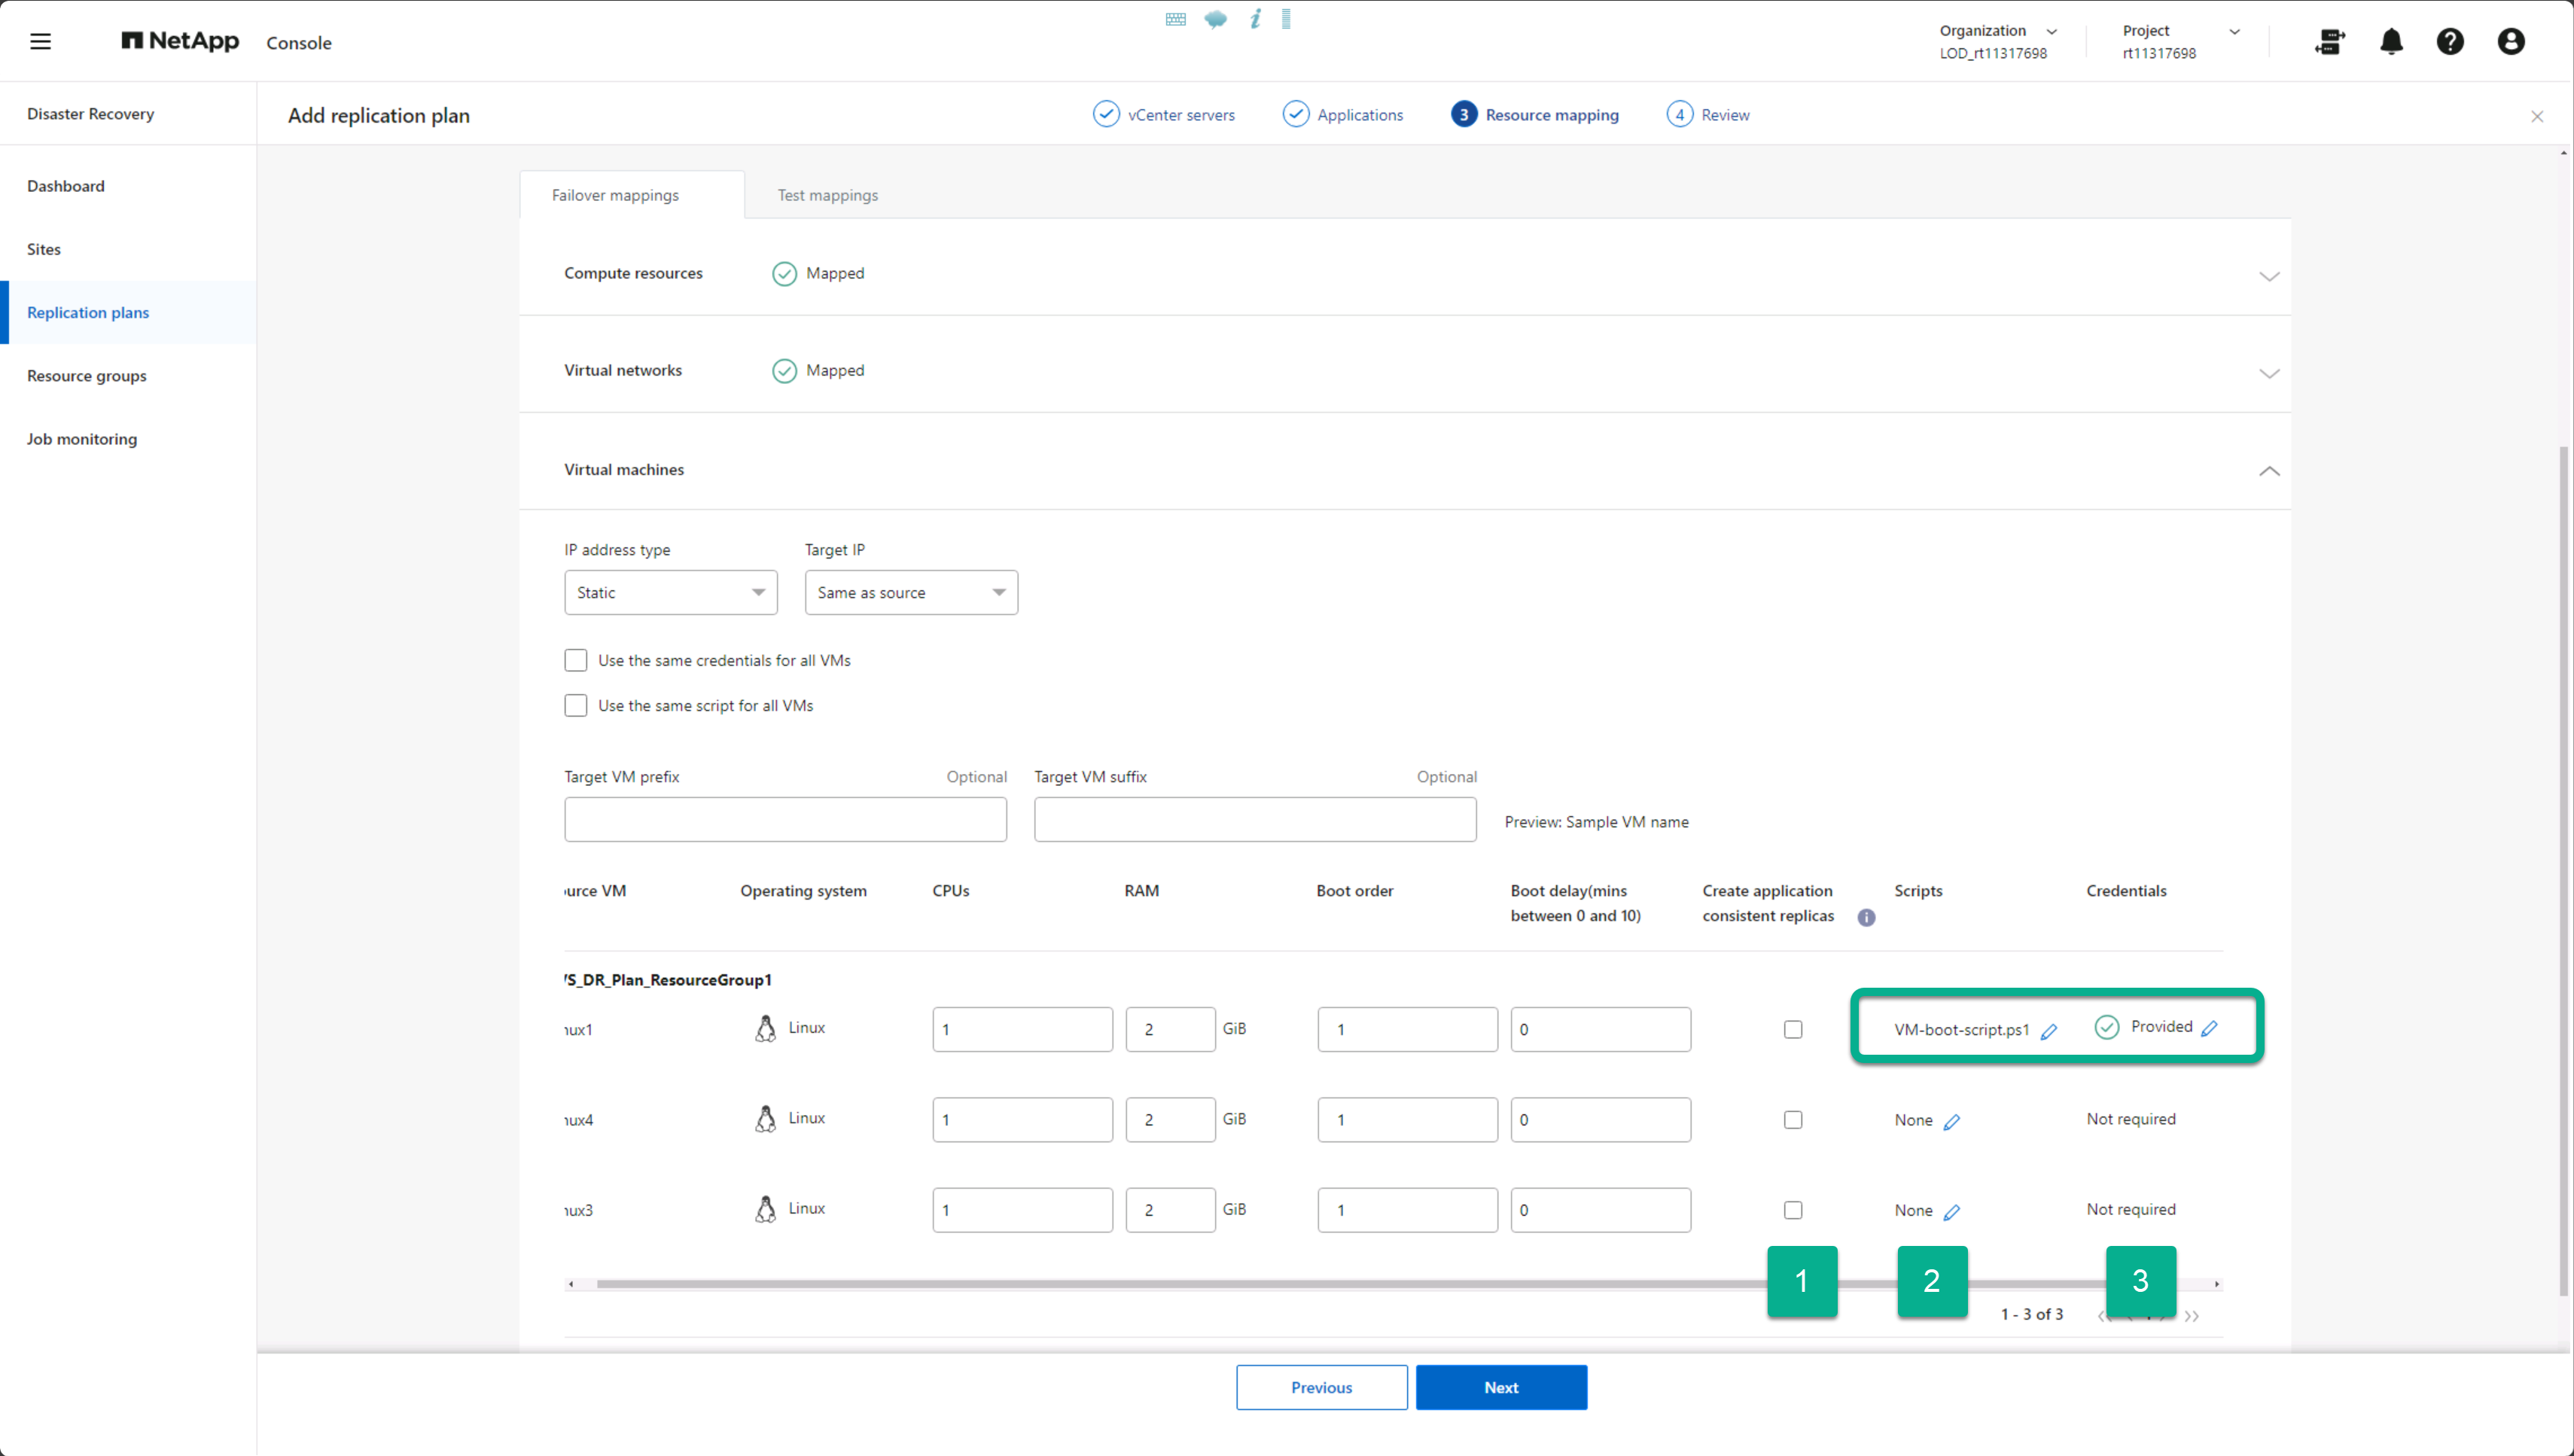 NetApp Console
Organization
LOD_rt11317698
Project
rt11317698
Disaster Recovery
Add replication plan
vCenter servers
Applications
3 Resource mapping
4 Review
Dashboard
Sites
Replication plans
Resource groups
Job monitoring
Failover mappings
Test mappings
Compute resources Mapped
Virtual networks Mapped
Virtual machines
IP address type Target IP
Static Same as source
Use the same credentials for all VMs
Use the same script for all VMs
Target VM prefix Optional Target VM suffix Optional
Preview: Sample VM name
urce VM Operating system CPUs RAM Boot order Boot delay(mins between 0 and 10) Create application consistent replicas i Scripts Credentials
VS_DR_Plan_ResourceGroup1
nux1 Linux 1 2 GiB 1 0 VM-boot-script.ps1 Provided
nux4 Linux 1 2 GiB 1 0 None Not required
nux3 Linux 1 2 GiB 1 0 None Not required
1 2 3
1 - 3 of 3
Previous Next